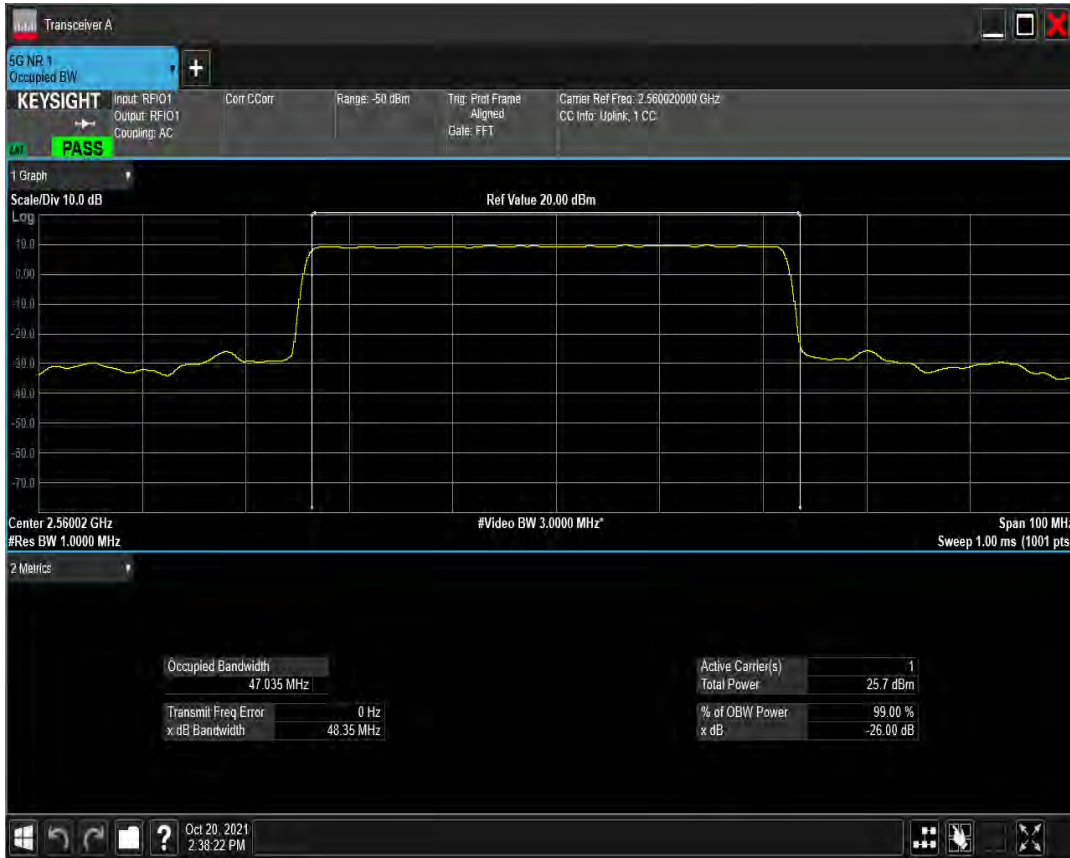 Transceiver A
5G NR 1
Occupied BW
+
KEYSIGHT
Input: RFIO1
Output: RFIO1
Coupling: AC
Corr CCorr
Range: -50 dBm
Trig: Prot Frame
Aligned
Gate: FFT
Carrier Ref Freq: 2.560020000 GHz
CC Info: Uplink, 1 CC
PASS
1 Graph
Scale/Div 10.0 dB
Ref Value 20.00 dBm
Log
10.0
0.00
-10.0
-20.0
-30.0
-40.0
-50.0
-60.0
-70.0
Center 2.56002 GHz
#Video BW 3.0000 MHz*
Span 100 MHz
#Res BW 1.0000 MHz
Sweep 1.00 ms (1001 pts
2 Metrics
Occupied Bandwidth
47.035 MHz
Transmit Freq Error 0 Hz
x dB Bandwidth 48.35 MHz
Active Carrier(s) 1
Total Power 25.7 dBm
% of OBW Power 99.00 %
x dB -26.00 dB
?
Oct 20, 2021
2:38:22 PM